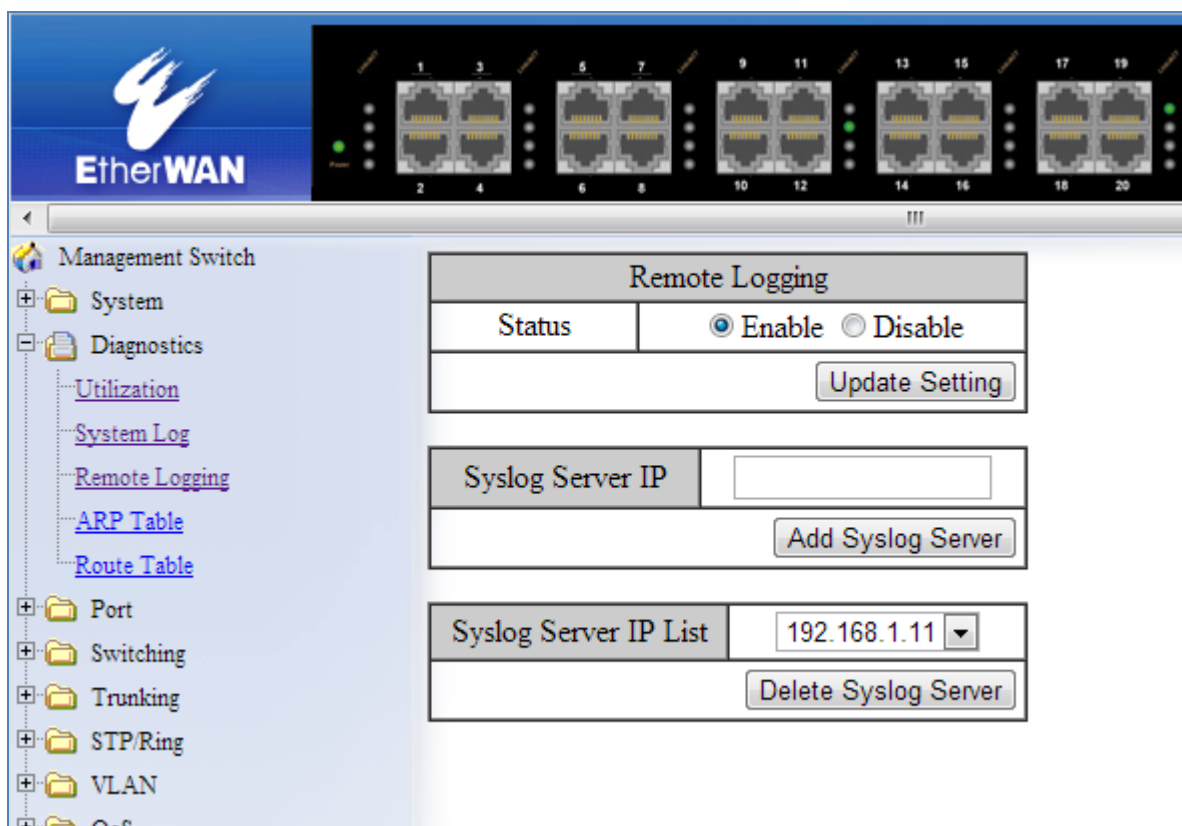 1 3 5 7 9 11 13 15 17 19
Power
2 4 6 8 10 12 14 16 18 20
EtherWAN
Management Switch
System
Diagnostics
Utilization
System Log
Remote Logging
ARP Table
Route Table
Port
Switching
Trunking
STP/Ring
VLAN
QoS
Remote Logging
Status Enable Disable
Update Setting
Syslog Server IP
Add Syslog Server
Syslog Server IP List 192.168.1.11
Delete Syslog Server